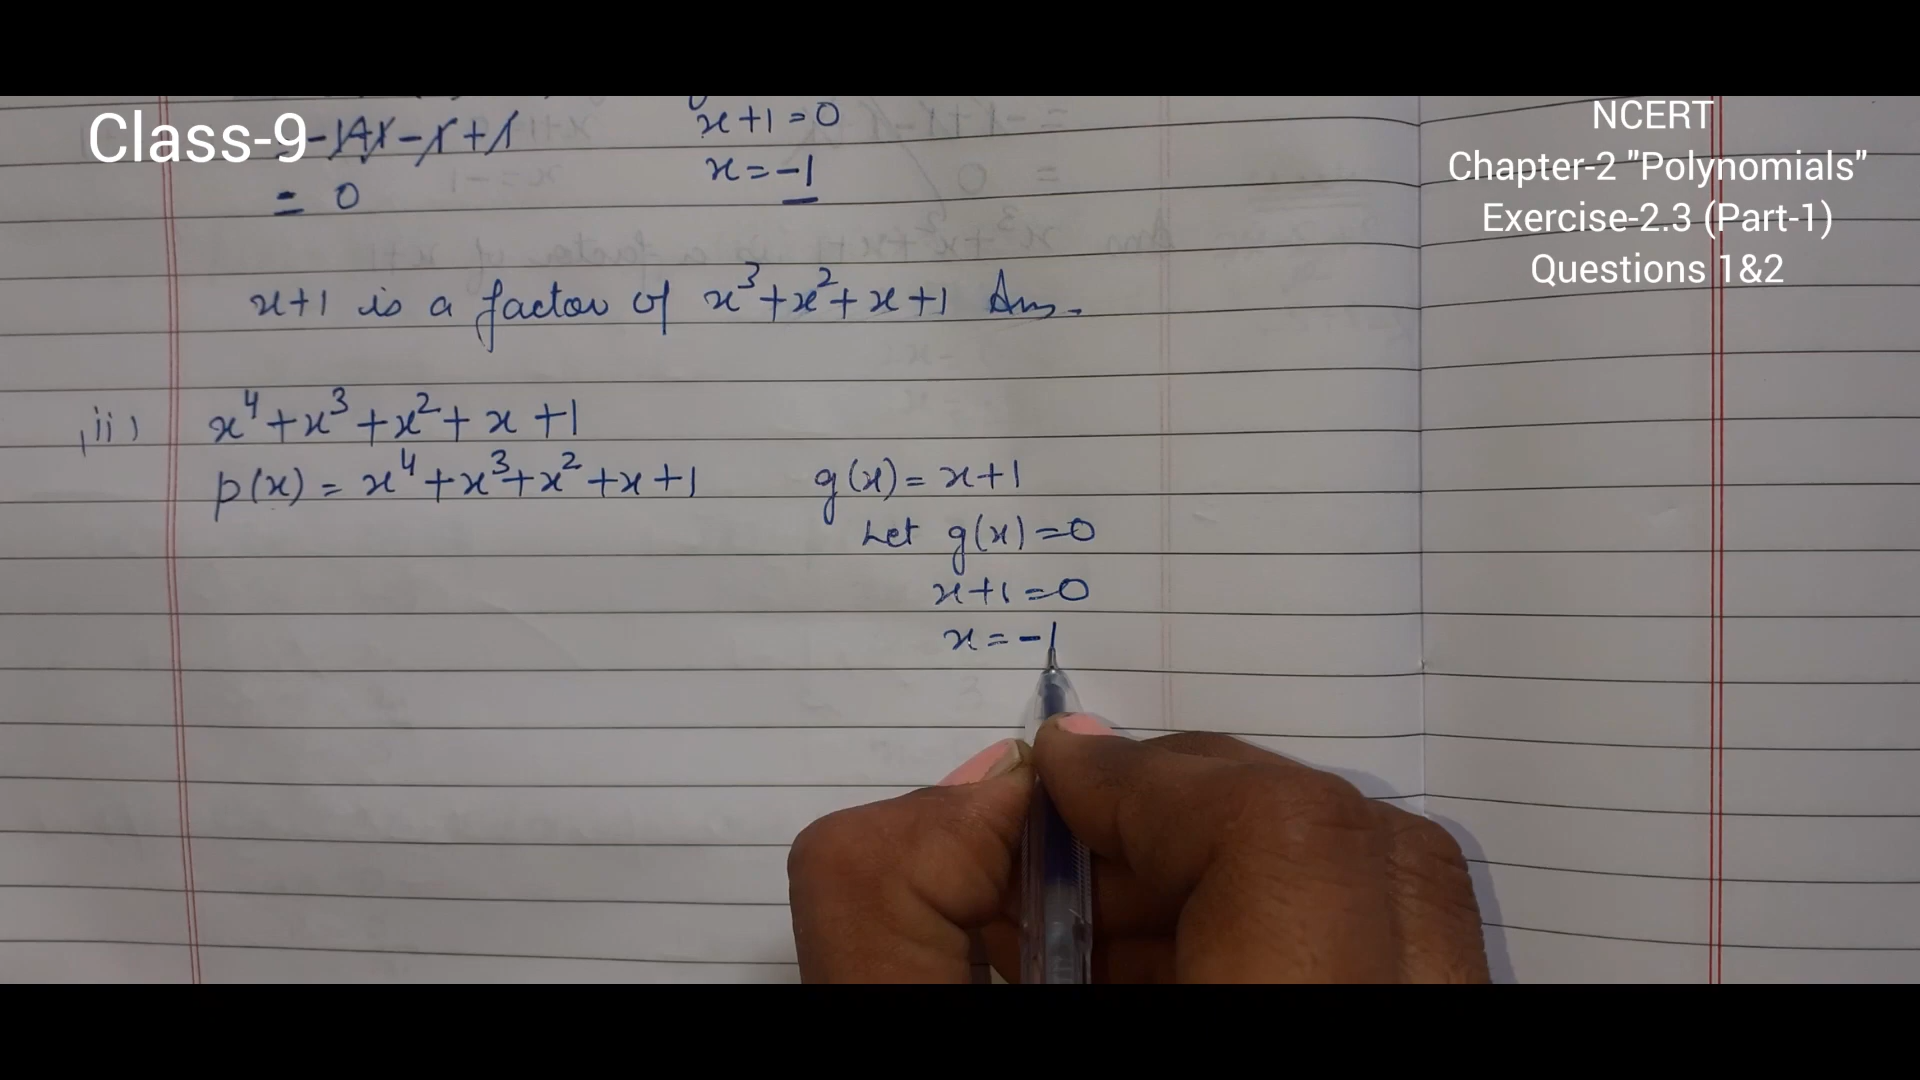 Class-9
NCERT
Chapter-2 "Polynomials"
Exercise-2.3 (Part-1)
Questions 1&2
x+1=0
= 0
x=-1
x+1 is a factor of x³+x²+x+1 Ans.
ii) x⁴+x³+x²+x+1
p(x) = x⁴+x³+x²+x+1
g(x)=x+1
Let g(x)=0
x+1=0
x=-1